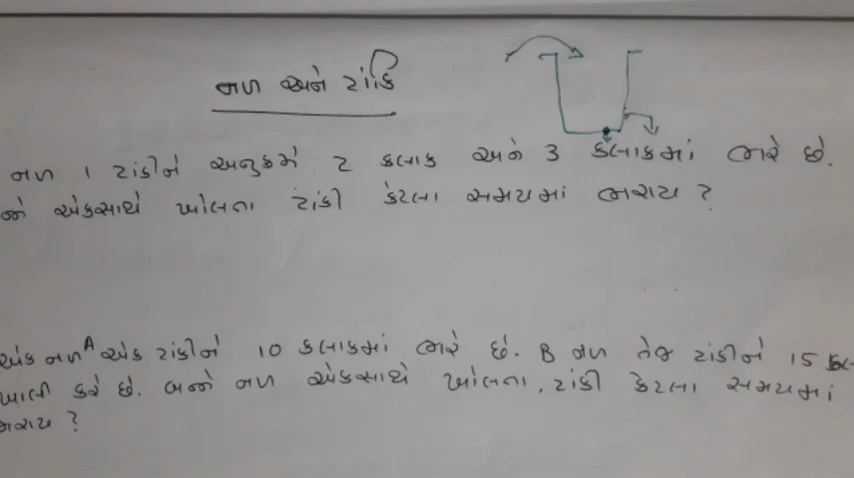 નળ અને ટાંકિ
નળ 1 ટાંકીને અનુક્રમે 2 કલાક અને 3 કલાકમાં ભરે છે.
જો એકસાથે ખોલતા ટાંકી કેટલા સમયમાં ભરાય ?
એક નળ A એક ટાંકીને 10 કલાકમાં ભરે છે. B નળ તેજ ટાંકીને 15 કલા
ખાલી કરે છે. બન્ને નળ એકસાથે ખોલતા, ટાંકી કેટલા સમયમાં
ભરાય ?